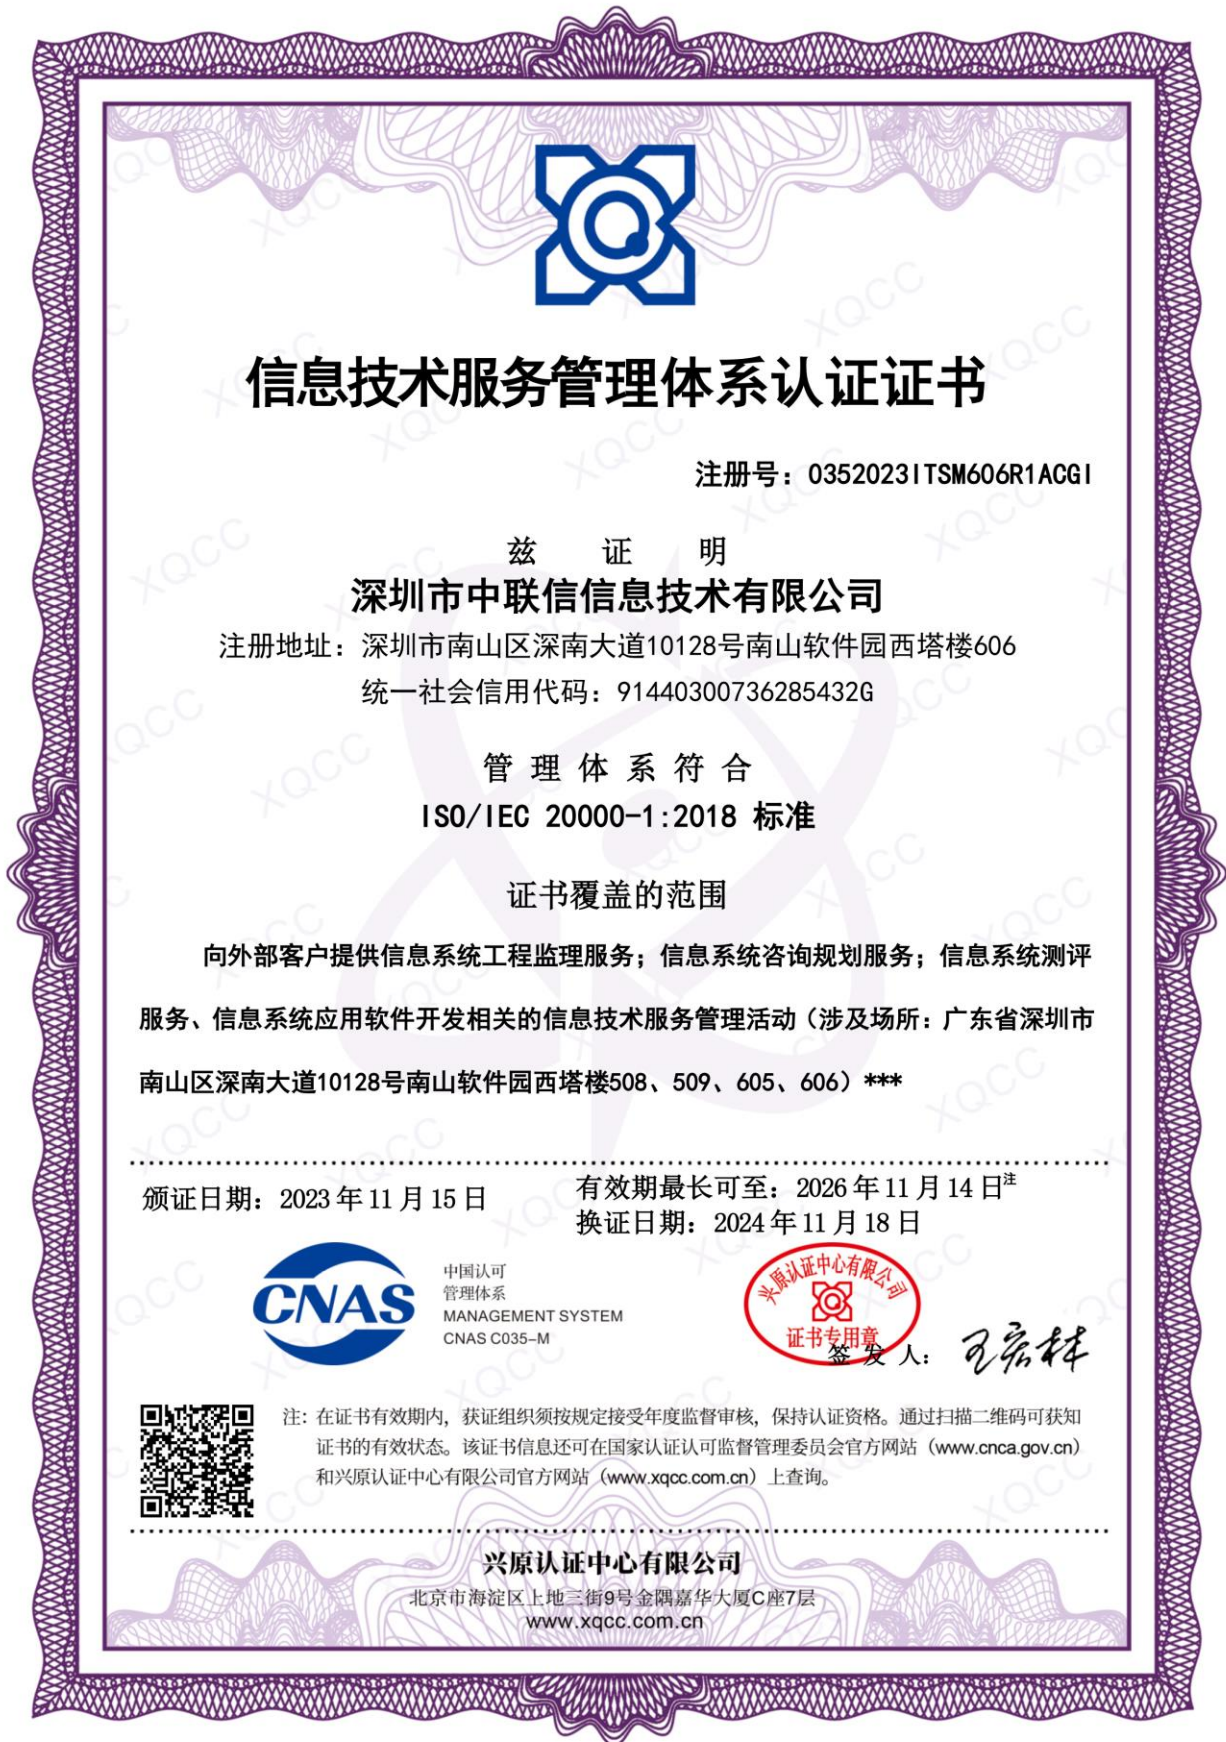 信息技术服务管理体系认证证书
注册号：0352023ITSM606R1ACGI
兹 证 明
深圳市中联信信息技术有限公司
注册地址：深圳市南山区深南大道10128号南山软件园西塔楼606
统一社会信用代码：91440300736285432G
管理体系符合
ISO/IEC 20000-1:2018 标准
证书覆盖的范围
向外部客户提供信息系统工程监理服务；信息系统咨询规划服务；信息系统测评
服务、信息系统应用软件开发相关的信息技术服务管理活动（涉及场所：广东省深圳市
南山区深南大道10128号南山软件园西塔楼508、509、605、606）***
颁证日期：2023年11月15日
有效期最长可至：2026年11月14日注
换证日期：2024年11月18日
CNAS
中国认可
管理体系
MANAGEMENT SYSTEM
CNAS C035-M
兴原认证中心有限公司
证书专用章
签 发 人：
注：在证书有效期内，获证组织须按规定接受年度监督审核，保持认证资格。通过扫描二维码可获知
证书的有效状态。该证书信息还可在国家认证认可监督管理委员会官方网站（www.cnca.gov.cn）
和兴原认证中心有限公司官方网站（www.xqcc.com.cn）上查询。
兴原认证中心有限公司
北京市海淀区上地三街9号金隅嘉华大厦C座7层
www.xqcc.com.cn